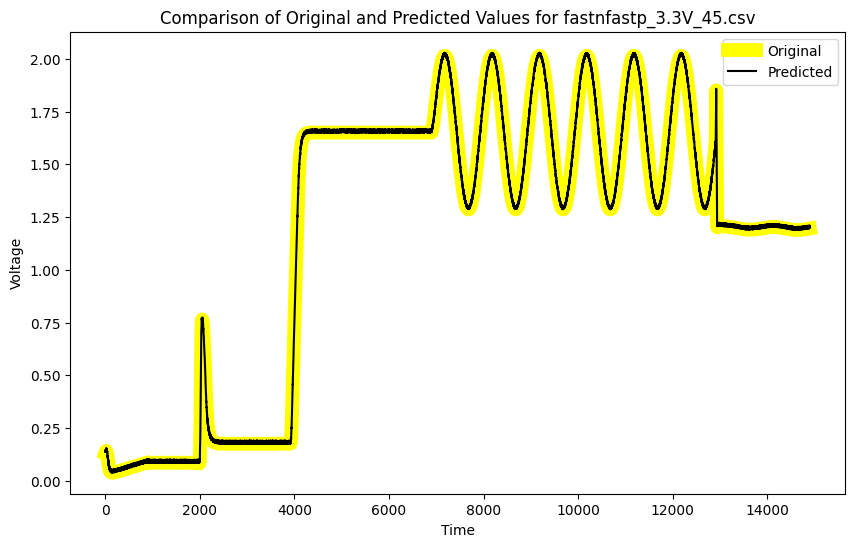 Comparison of Original and Predicted Values for fastnfastp_3.3V_45.csv
Original
Predicted
Voltage
2.00
1.75
1.50
1.25
1.00
0.75
0.50
0.25
0.00
0 2000 4000 6000 8000 10000 12000 14000
Time